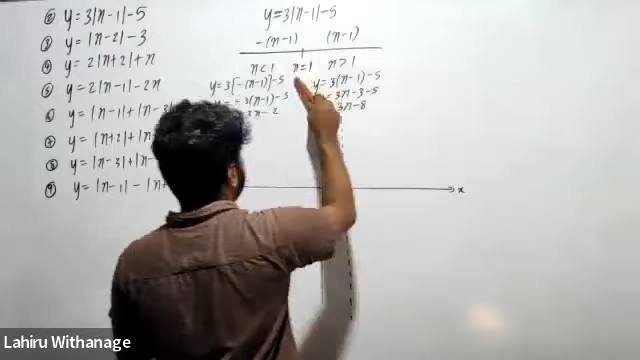 ② y = 3|x-1| - 5
③ y = |x-2| - 3
④ y = 2|x+2| + x
⑤ y = 2|x-1| - 2x
⑥ y = |x-1| + |x-3|
⑦ y = |x+2| + |x-
⑧ y = |x-3| + |x-
⑨ y = |x-1| - |x+
y = 3|x-1| - 5
-(x-1) (x-1)
x<1 x=1 x>1
y = 3[-(x-1)] - 5 y = 3(x-1) - 5
= -3(x-1) - 5 = 3x-3-5
3x-2 3x-8
x
Lahiru Withanage